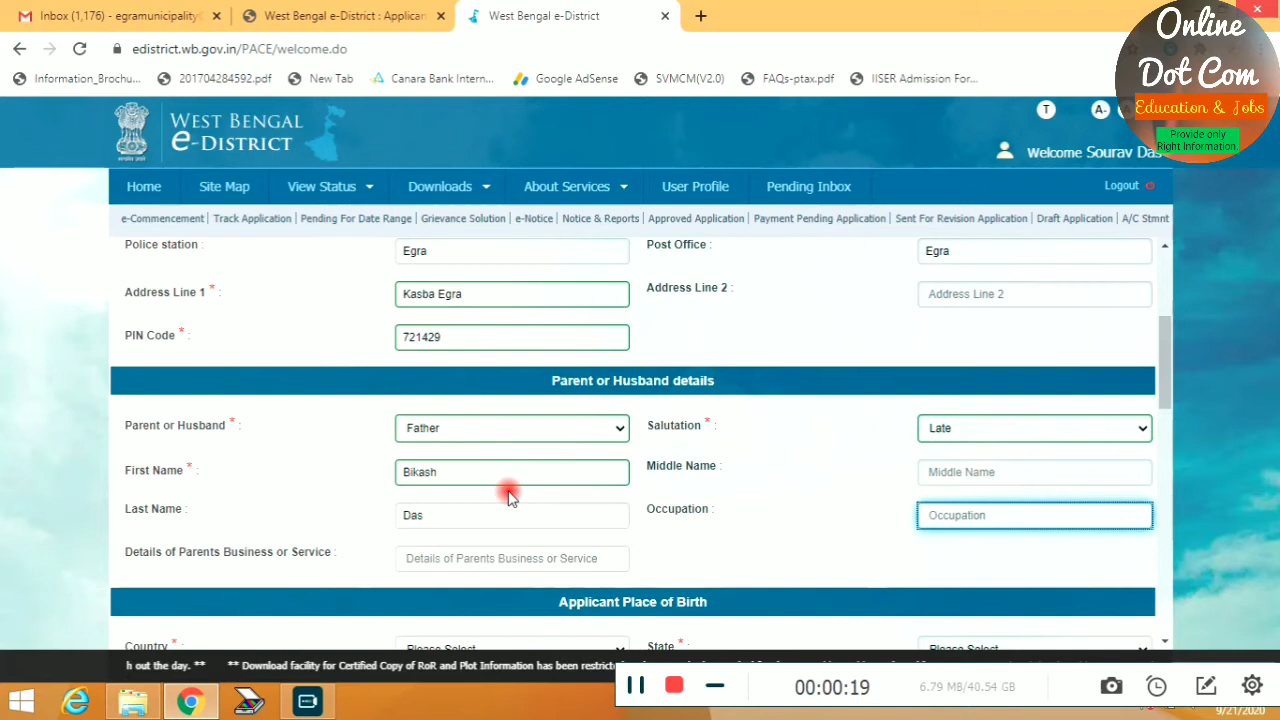 Inbox (1,176) - egramunicipality
West Bengal e-District : Applican
West Bengal e-District
edistrict.wb.gov.in/PACE/welcome.do
Information_Brochu...
201704284592.pdf
New Tab
Canara Bank Intern...
Google AdSense
SVMCM(V2.0)
FAQs-ptax.pdf
IISER Admission For...
Online
Dot Com
Education & Jobs
Provide only
Right Information.
WEST BENGAL
e-DISTRICT
T
A-
Welcome Sourav Das
Home
Site Map
View Status
Downloads
About Services
User Profile
Pending Inbox
Logout
e-Commencement | Track Application | Pending For Date Range | Grievance Solution | e-Notice | Notice & Reports | Approved Application | Payment Pending Application | Sent For Revision Application | Draft Application | A/C Stmnt
Police station :
Egra
Post Office :
Egra
Address Line 1 * :
Kasba Egra
Address Line 2 :
Address Line 2
PIN Code * :
721429
Parent or Husband details
Parent or Husband * :
Father
Salutation * :
Late
First Name * :
Bikash
Middle Name :
Middle Name
Last Name :
Das
Occupation :
Occupation
Details of Parents Business or Service :
Details of Parents Business or Service
Applicant Place of Birth
Country * :
Please Select
State * :
Please Select
h out the day. ** ** Download facility for Certified Copy of RoR and Plot Information has been restricte
00:00:19
6.79 MB/40.54 GB
9/21/2020